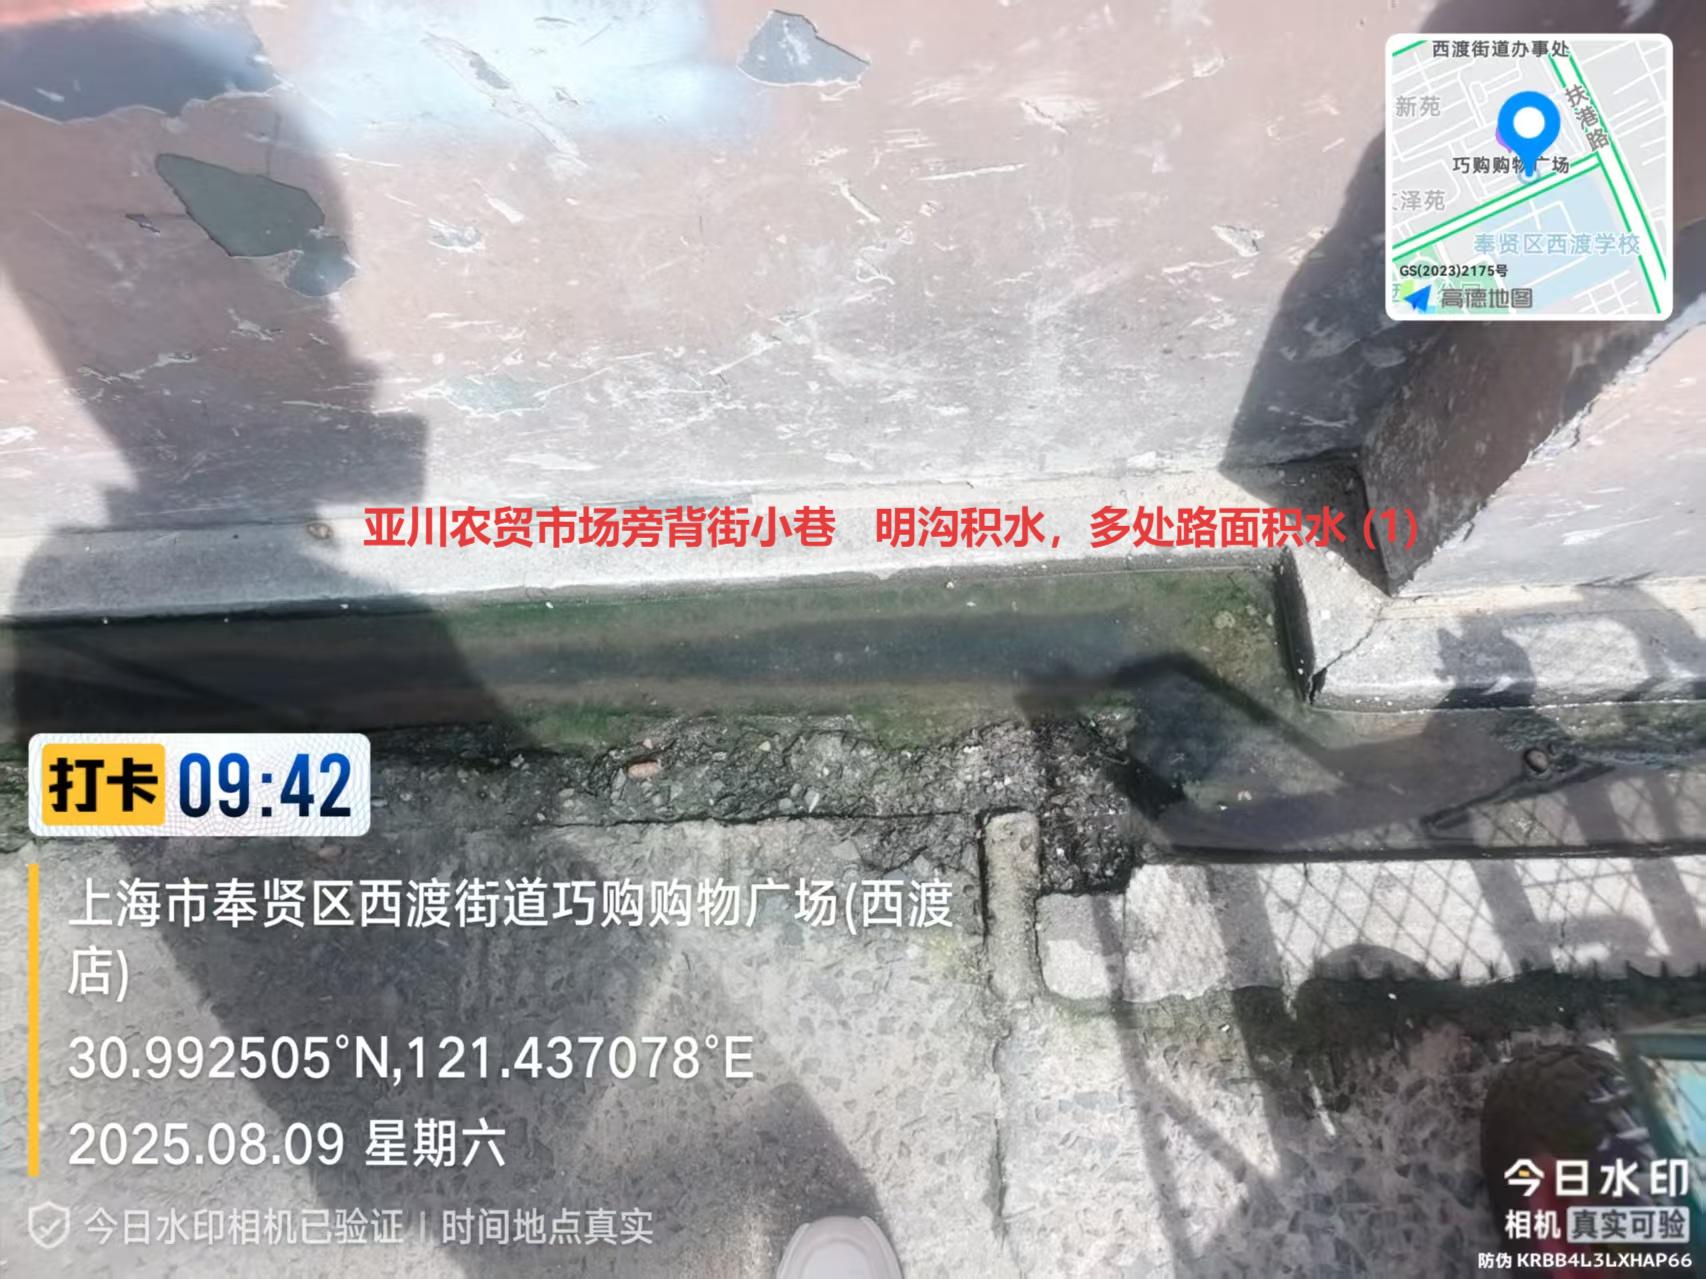 西渡街道办事处
新苑
扶港路
巧购购物广场
泽苑
奉贤区西渡学校
GS(2023)2175号
高德地图
亚川农贸市场旁背街小巷 明沟积水，多处路面积水 (1)
打卡 09:42
上海市奉贤区西渡街道巧购购物广场(西渡
店)
30.992505°N,121.437078°E
2025.08.09 星期六
今日水印相机已验证 | 时间地点真实
今日水印
相机 真实可验
防伪 KRBB4L3LXHAP66